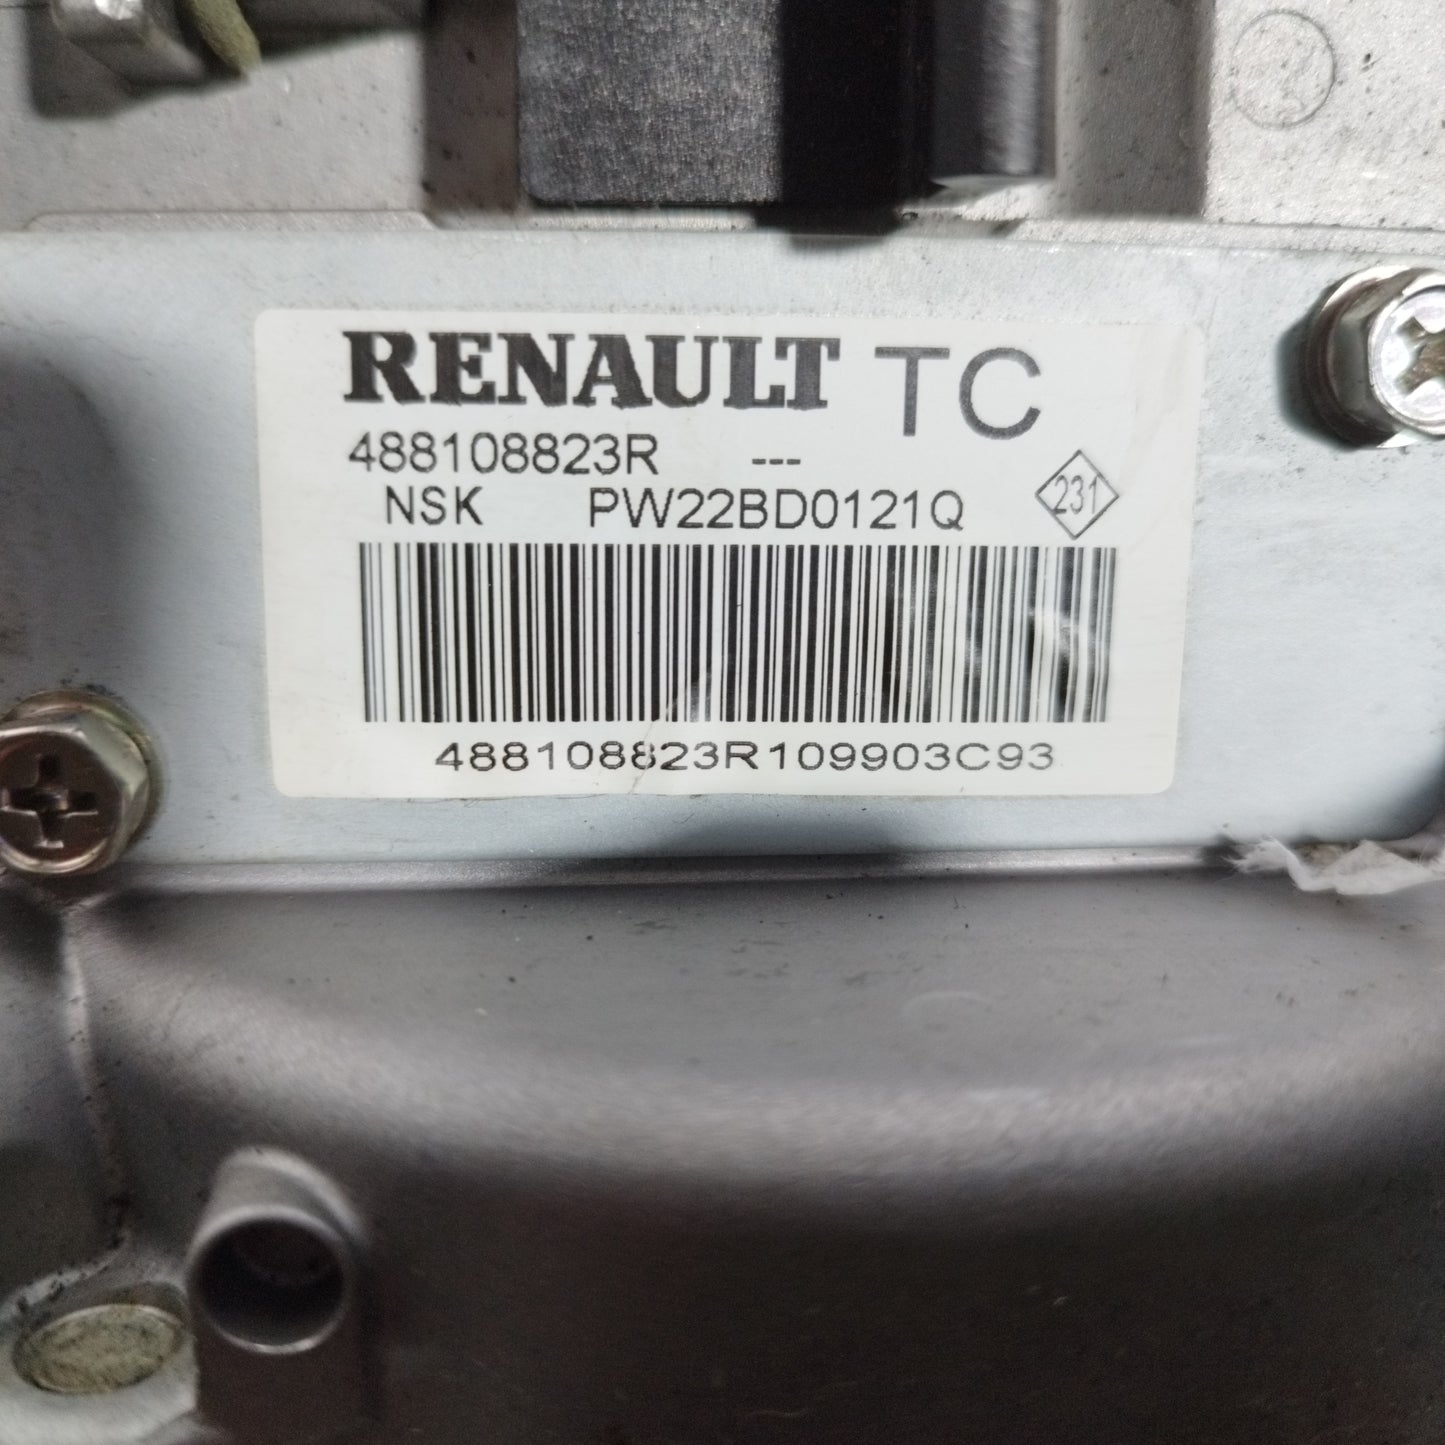 RENAULT TC
488108823R ---
NSK PW22BD0121Q 231
488108823R109903C93